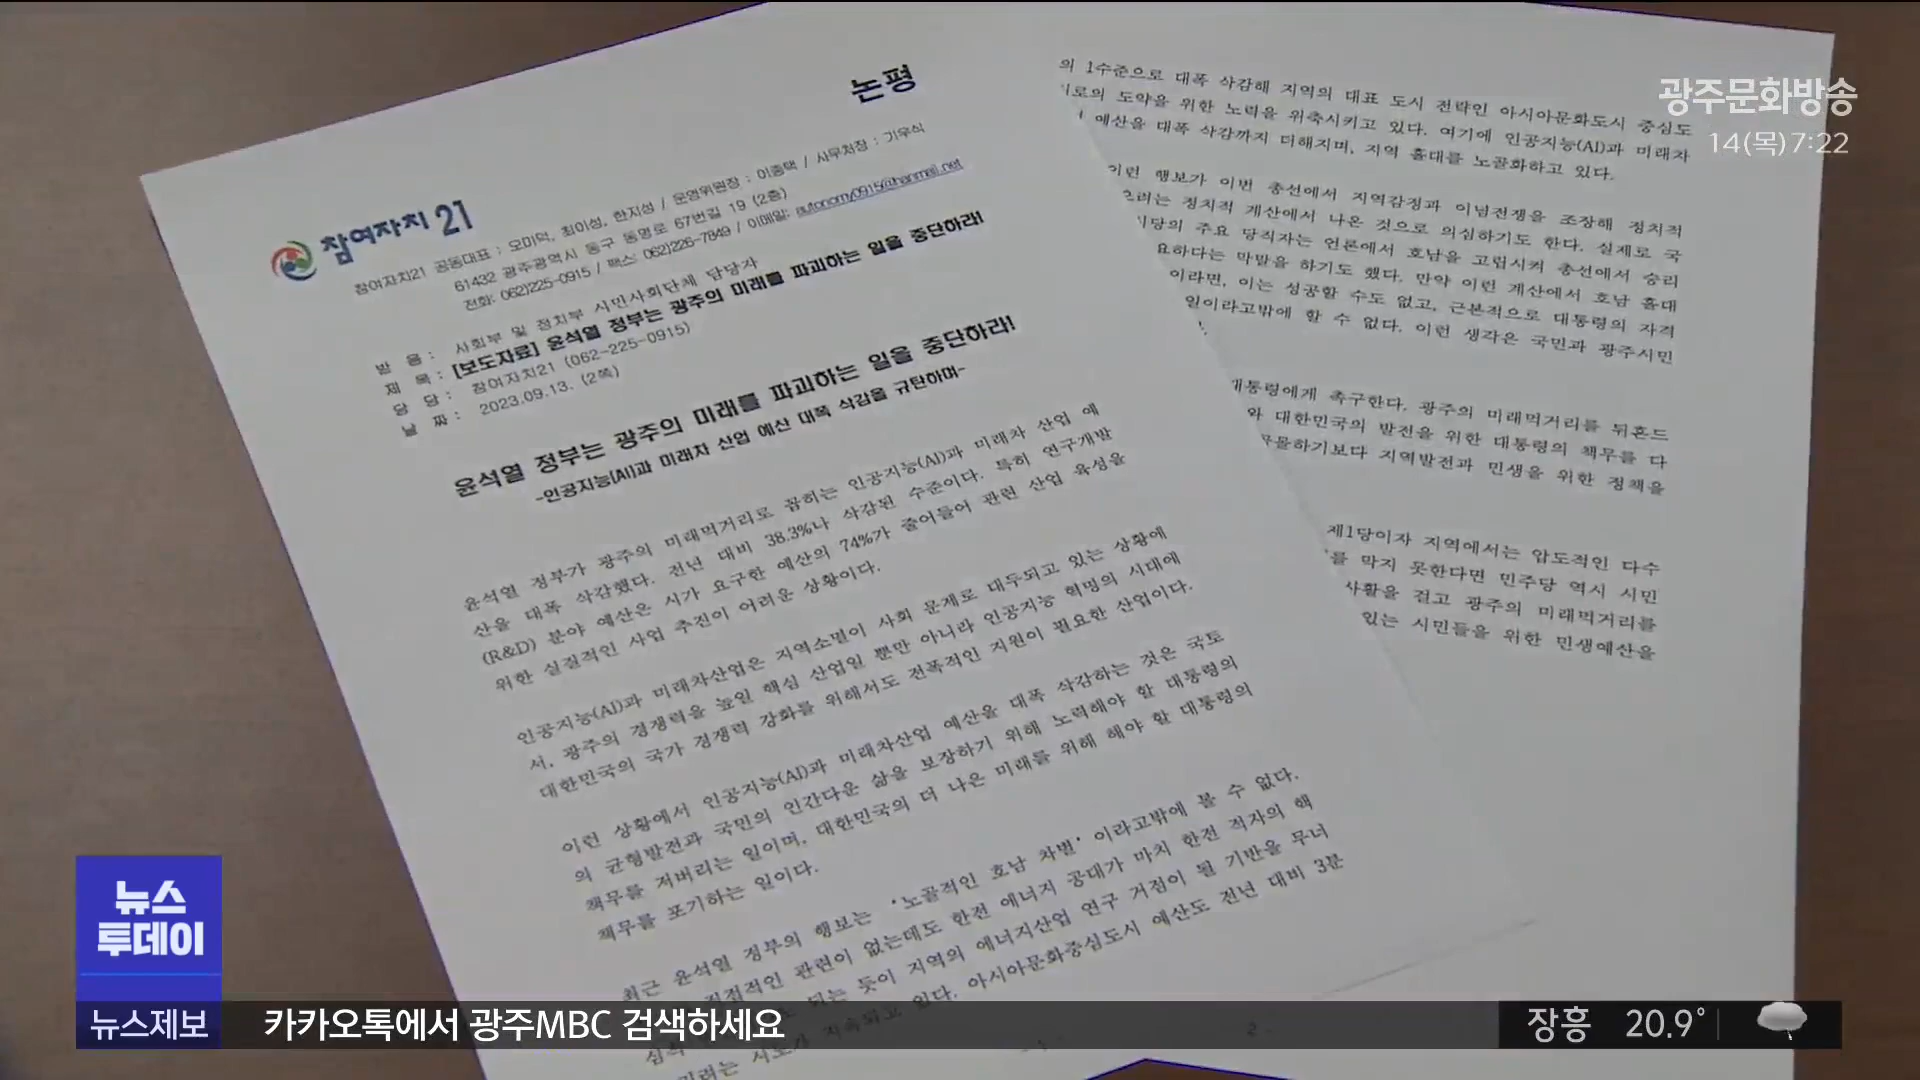 논평
참여자치 21
참여자치21 공동대표 : 오미덕, 최이성, 한지성 / 운영위원장 : 이종택 / 사무처장 : 기우식
61432 광주광역시 동구 동명로 67번길 19 (2층)
전화: 062)225-0915 / 팩스: 062)226-7849 / 이메일: autonomy0915@hanmail.net
받 음 : 사회부 및 정치부 시민사회단체 담당자
제 목 : [보도자료] 윤석열 정부는 광주의 미래를 파괴하는 일을 중단하라!
담 당 : 참여자치21 (062-225-0915)
날 짜 : 2023.09.13. (2쪽)
윤석열 정부는 광주의 미래를 파괴하는 일을 중단하라!
-인공지능(AI)과 미래차 산업 예산 대폭 삭감을 규탄하며-
윤석열 정부가 광주의 미래먹거리로 꼽히는 인공지능(AI)과 미래차 산업 예
산을 대폭 삭감했다. 전년 대비 38.3%나 삭감된 수준이다. 특히 연구개발
(R&D) 분야 예산은 시가 요구한 예산의 74%가 줄어들어 관련 산업 육성을
위한 실질적인 사업 추진이 어려운 상황이다.
인공지능(AI)과 미래차산업은 지역소멸이 사회 문제로 대두되고 있는 상황에
서, 광주의 경쟁력을 높일 핵심 산업일 뿐만 아니라 인공지능 혁명의 시대에
대한민국의 국가 경쟁력 강화를 위해서도 전폭적인 지원이 필요한 산업이다.
이런 상황에서 인공지능(AI)과 미래차산업 예산을 대폭 삭감하는 것은 국토
의 균형발전과 국민의 인간다운 삶을 보장하기 위해 노력해야 할 대통령의
책무를 저버리는 일이며, 대한민국의 더 나은 미래를 위해 해야 할 대통령의
책무를 포기하는 일이다.
최근 윤석열 정부의 행보는 '노골적인 호남 차별' 이라고밖에 볼 수 없다.
직접적인 관련이 없는데도 한전 에너지 공대가 마치 한전 적자의 핵
되는 듯이 지역의 에너지산업 연구 거점이 될 기반을 무너
지속되고 있다. 아시아문화중심도시 예산도 전년 대비 3분
의 1수준으로 대폭 삭감해 지역의 대표 도시 전략인 아시아문화도시 중심도
로의 도약을 위한 노력을 위축시키고 있다. 여기에 인공지능(AI)과 미래차
예산을 대폭 삭감까지 더해지며, 지역 홀대를 노골화하고 있다.
이런 행보가 이번 총선에서 지역감정과 이념전쟁을 조장해 정치적
으려는 정치적 계산에서 나온 것으로 의심하기도 한다. 실제로 국
당의 주요 당직자는 언론에서 호남을 고립시켜 총선에서 승리
요하다는 막말을 하기도 했다. 만약 이런 계산에서 호남 홀대
이라면, 이는 성공할 수도 없고, 근본적으로 대통령의 자격
일이라고밖에 할 수 없다. 이런 생각은 국민과 광주시민
대통령에게 촉구한다. 광주의 미래먹거리를 뒤흔드
와 대한민국의 발전을 위한 대통령의 책무를 다
몰하기보다 지역발전과 민생을 위한 정책을
제1당이자 지역에서는 압도적인 다수
를 막지 못한다면 민주당 역시 시민
사활을 걸고 광주의 미래먹거리를
있는 시민들을 위한 민생예산을
광주문화방송
14(목) 7:22
뉴스
투데이
뉴스제보 카카오톡에서 광주MBC 검색하세요
장흥 20.9°